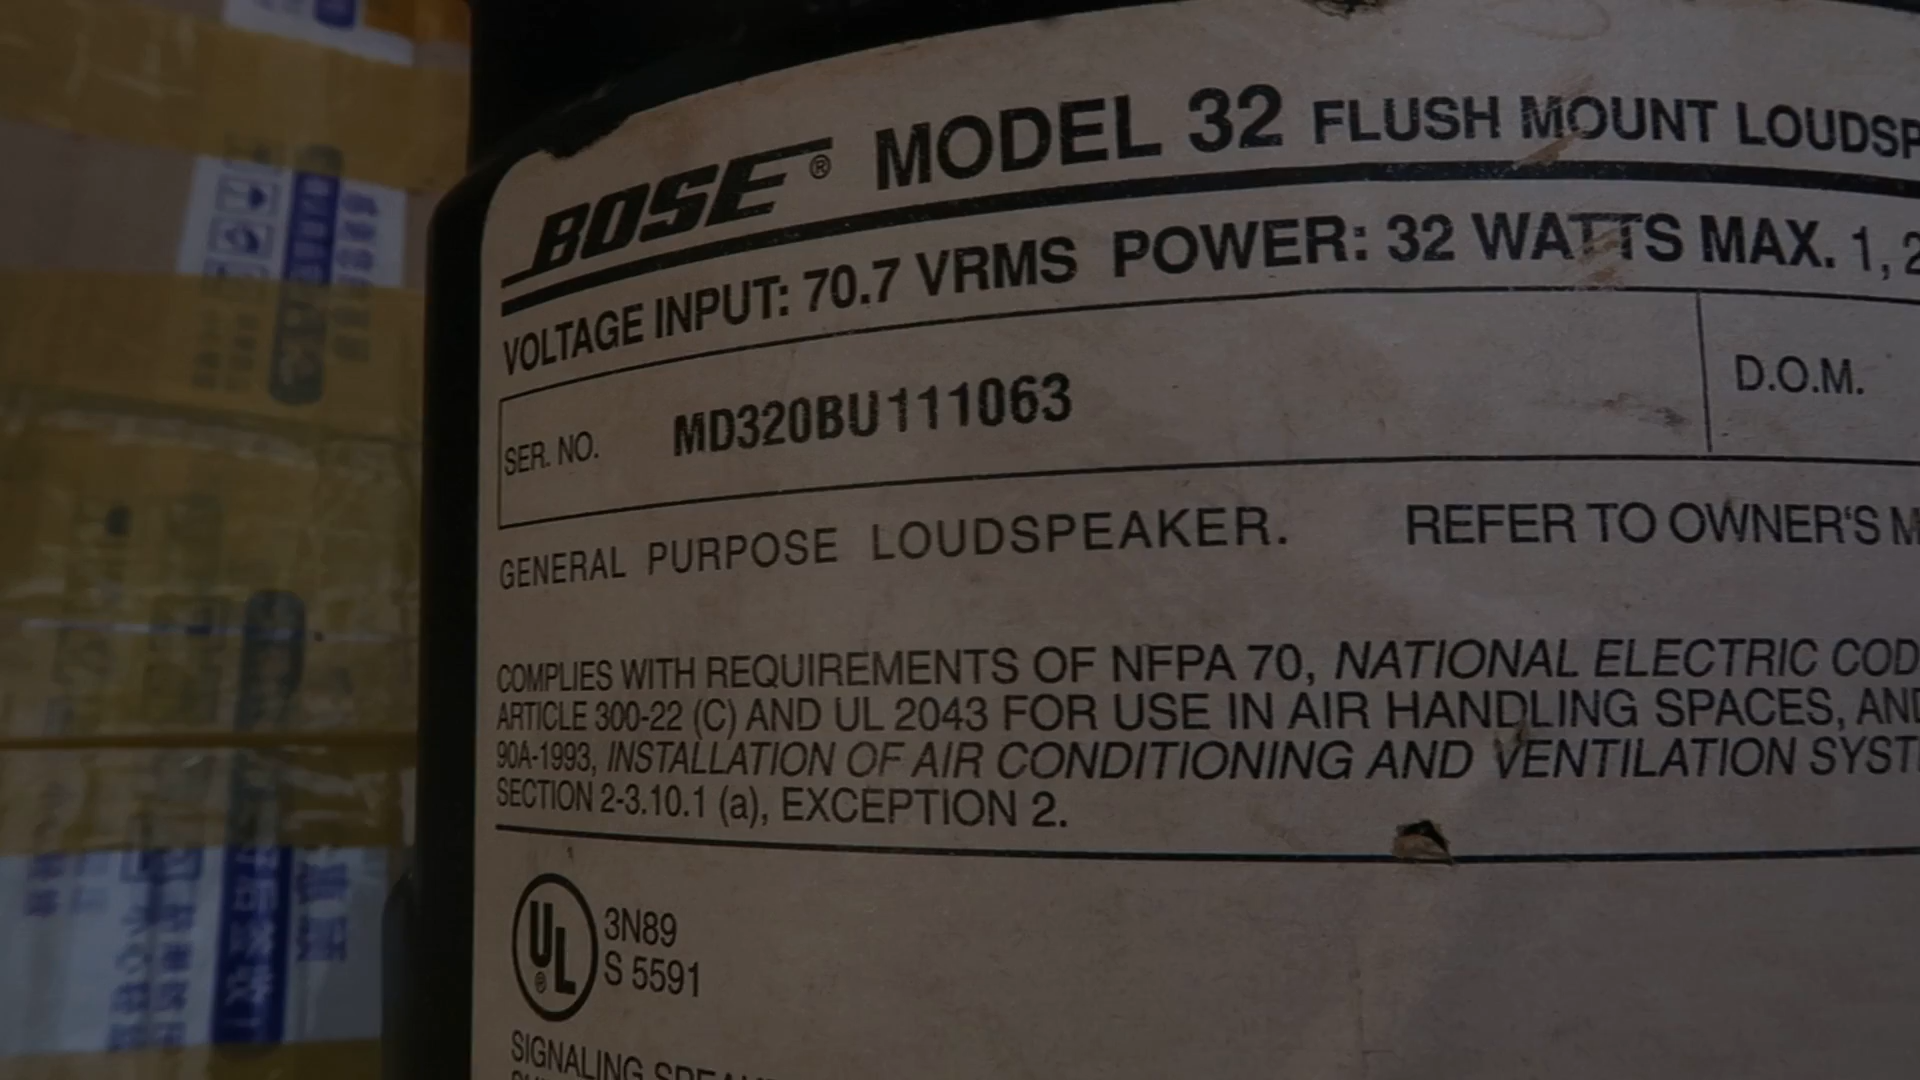 BOSE® MODEL 32 FLUSH MOUNT LOUDSP
VOLTAGE INPUT: 70.7 VRMS POWER: 32 WATTS MAX. 1, 2
SER. NO. MD320BU111063 D.O.M.
GENERAL PURPOSE LOUDSPEAKER. REFER TO OWNER'S M
COMPLIES WITH REQUIREMENTS OF NFPA 70, NATIONAL ELECTRIC COD
ARTICLE 300-22 (C) AND UL 2043 FOR USE IN AIR HANDLING SPACES, AND
90A-1993, INSTALLATION OF AIR CONDITIONING AND VENTILATION SYST
SECTION 2-3.10.1 (a), EXCEPTION 2.
UL® 3N89
S 5591
SIGNALING